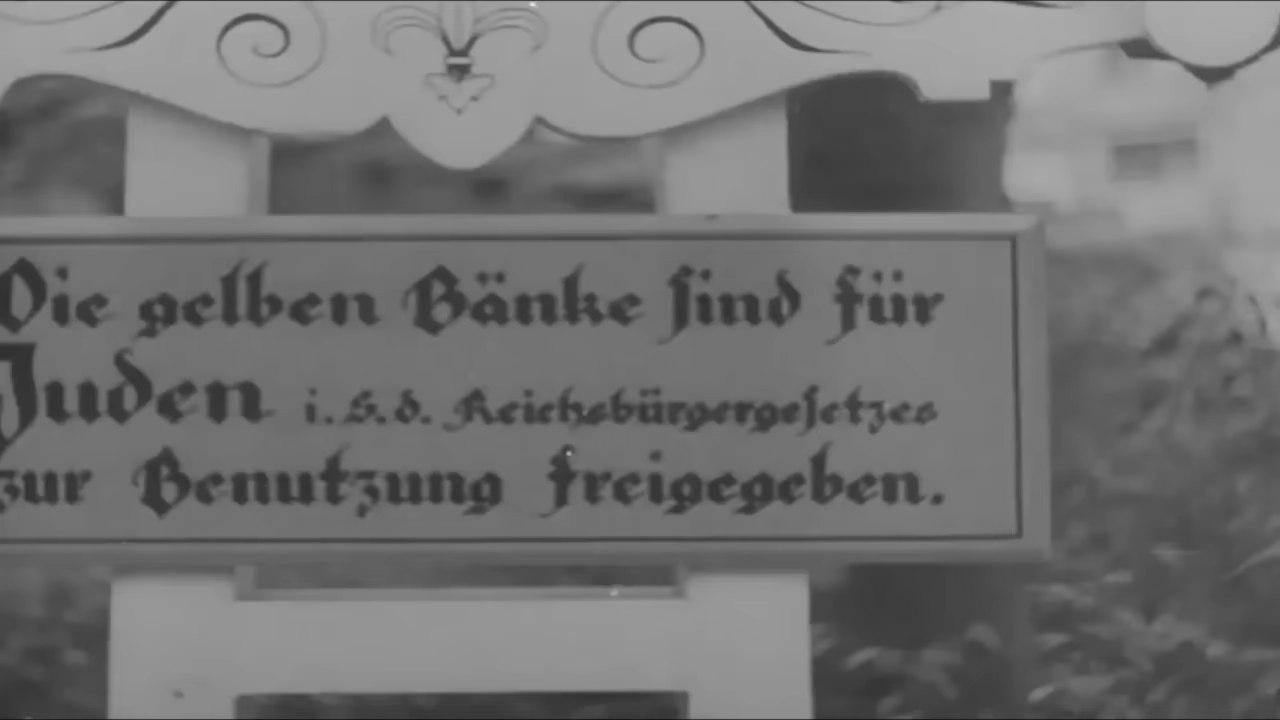 Die gelben Bänke sind für
Juden i.S.d. Reichsbürgergesetzes
zur Benutzung freigegeben.